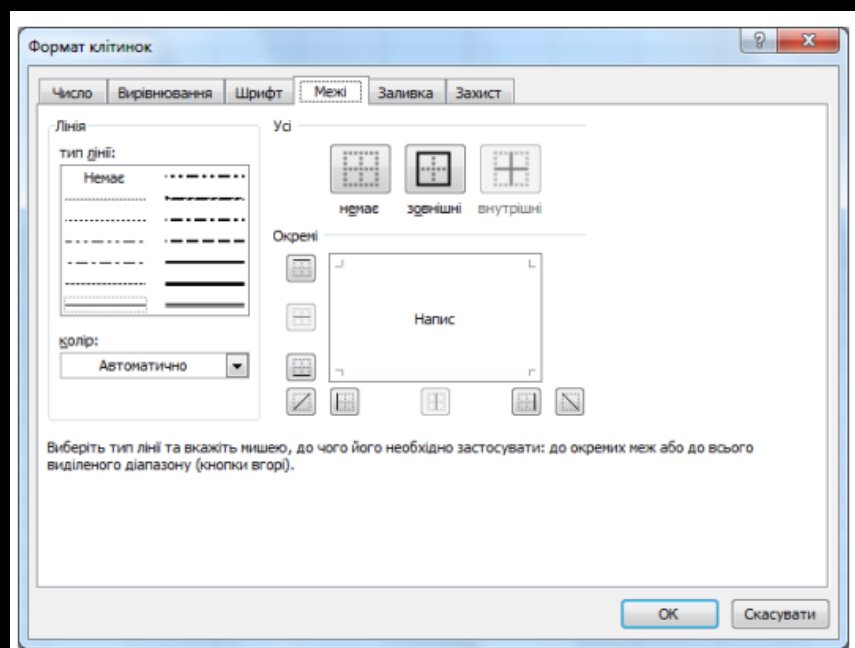 Формат клітинок
Число Вирівнювання Шрифт Межі Заливка Захист
Лінія
тип лінії:
Немає
колір:
Автоматично
Усі
немає зовнішні внутрішні
Окремі
Напис
Виберіть тип лінії та вкажіть мишею, до чого його необхідно застосувати: до окремих меж або до всього
виділеного діапазону (кнопки вгорі).
ОК Скасувати